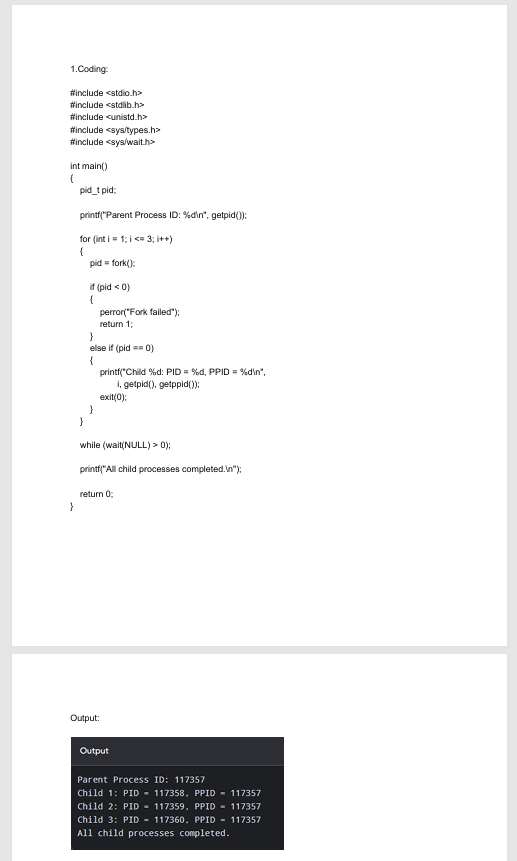 1.Coding:
#include <stdio.h>
#include <stdlib.h>
#include <unistd.h>
#include <sys/types.h>
#include <sys/wait.h>
int main()
{
pid_t pid;
printf("Parent Process ID: %d\n", getpid());
for (int i = 1; i <= 3; i++)
{
pid = fork();
if (pid < 0)
{
perror("Fork failed");
return 1;
}
else if (pid == 0)
{
printf("Child %d: PID = %d, PPID = %d\n",
i, getpid(), getppid());
exit(0);
}
}
while (wait(NULL) > 0);
printf("All child processes completed.\n");
return 0;
}
Output:
Output
Parent Process ID: 117357
Child 1: PID = 117358, PPID = 117357
Child 2: PID = 117359, PPID = 117357
Child 3: PID = 117360, PPID = 117357
All child processes completed.